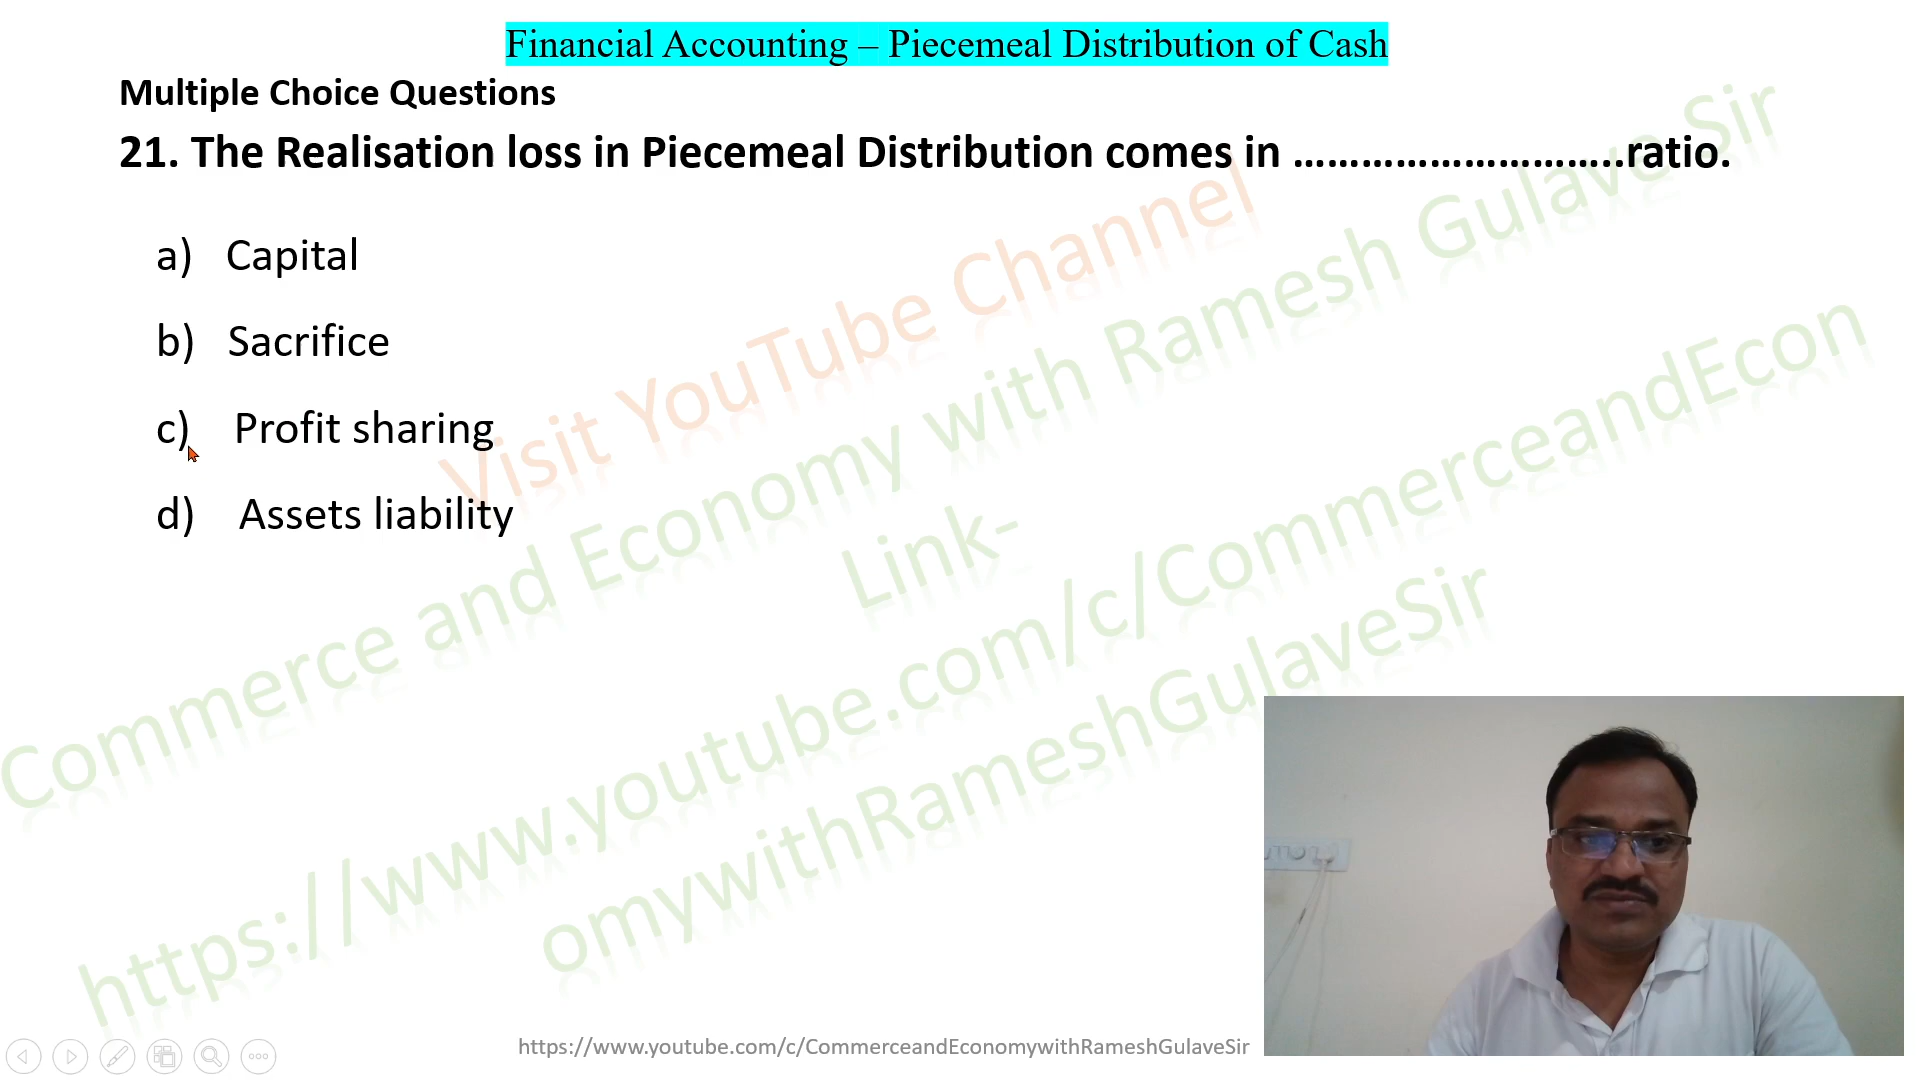 Financial Accounting – Piecemeal Distribution of Cash
Multiple Choice Questions
21. The Realisation loss in Piecemeal Distribution comes in ………………………..ratio.
a) Capital
b) Sacrifice
c) Profit sharing
d) Assets liability
Visit YouTube Channel
Commerce and Economy with Ramesh Gulave Sir
Link-
https://www.youtube.com/c/CommerceandEcon
omywithRameshGulaveSir
https://www.youtube.com/c/CommerceandEconomywithRameshGulaveSir